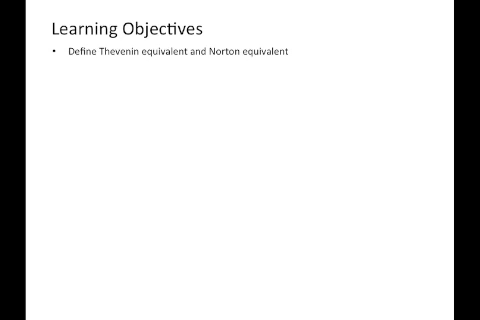 Learning Objectives
• Define Thevenin equivalent and Norton equivalent